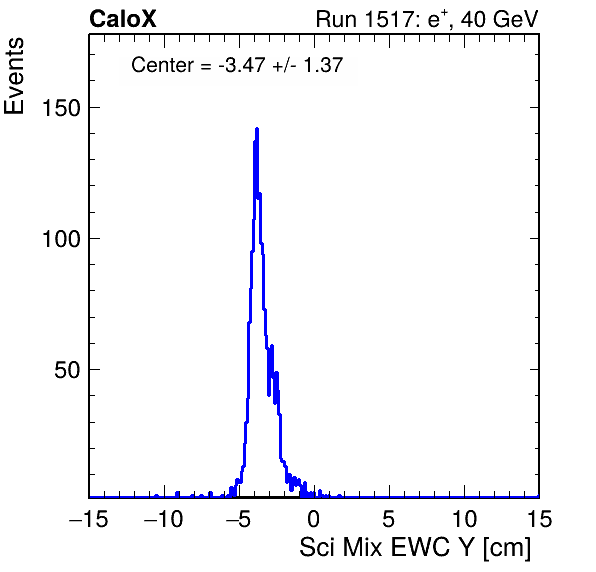 CaloX Run 1517: e⁺, 40 GeV
Center = -3.47 +/- 1.37
Events
150
100
50
−15 −10 −5 0 5 10 15
Sci Mix EWC Y [cm]